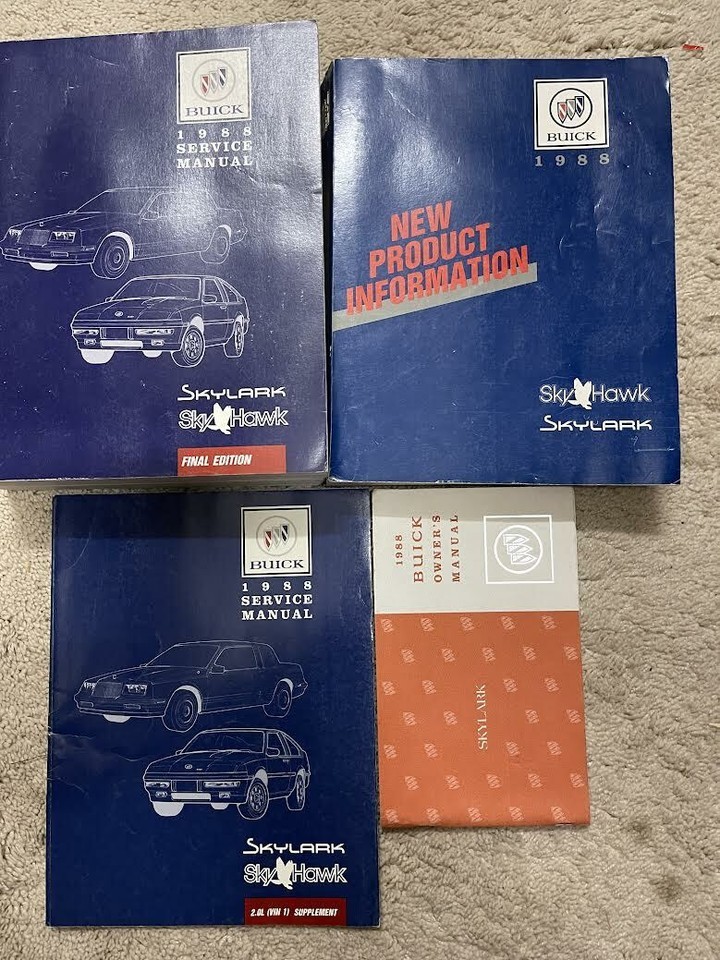 BUICK
1988
SERVICE
MANUAL
SKYLARK
SkyHawk
FINAL EDITION
BUICK
1988
NEW
PRODUCT
INFORMATION
SkyHawk
SKYLARK
BUICK
1988
SERVICE
MANUAL
SKYLARK
SkyHawk
2.0L (VIN 1) SUPPLEMENT
1988
BUICK
OWNER'S
MANUAL
SKYLARK